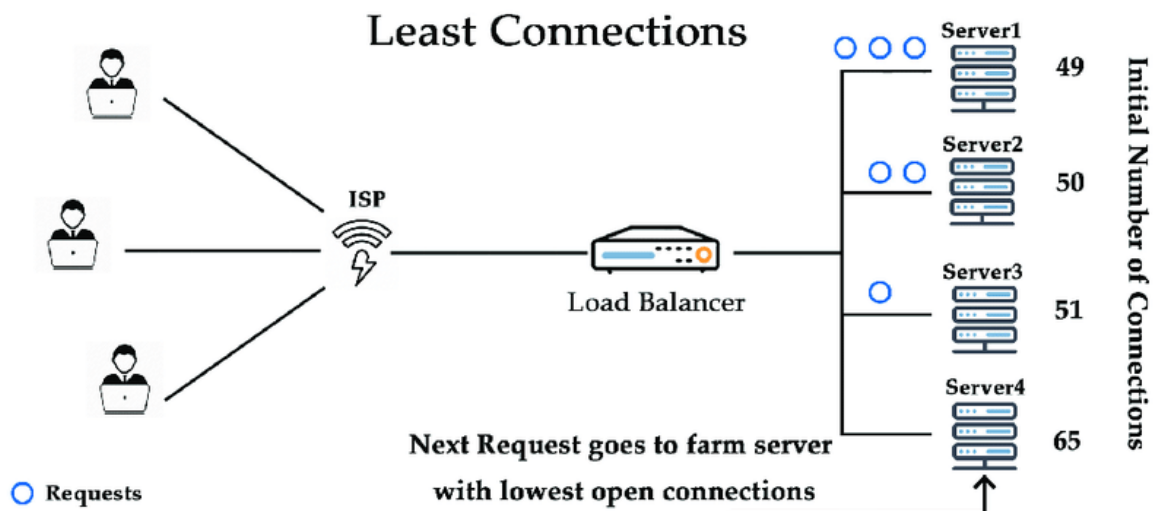 Least Connections
Server1
49
Server2
50
ISP
Load Balancer
Server3
51
Server4
65
Initial Number of Connections
Next Request goes to farm server
with lowest open connections
Requests